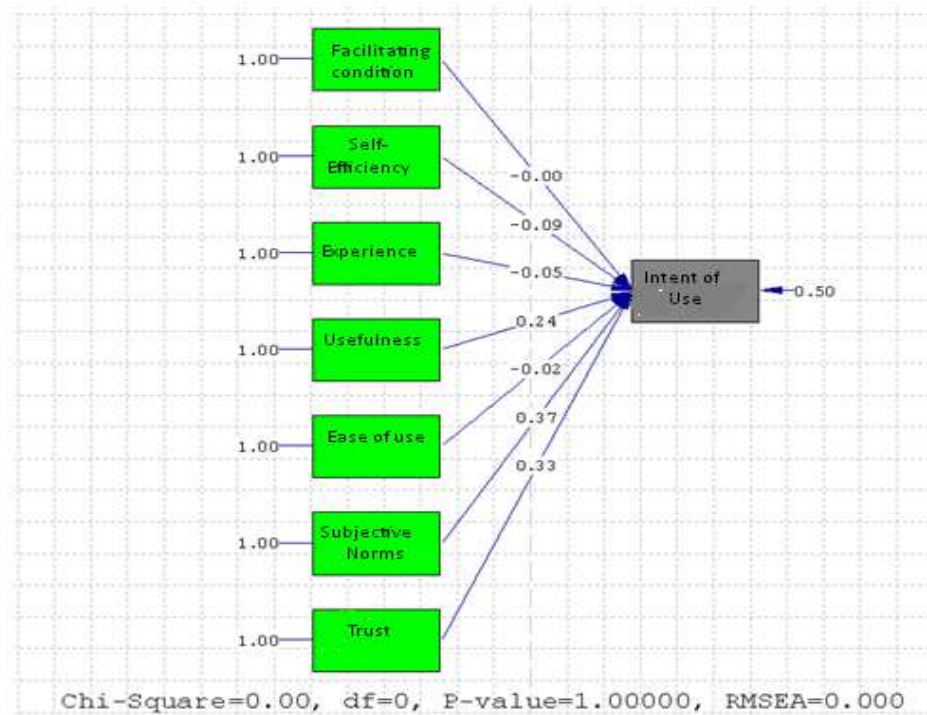 1.00
Facilitating
condition
1.00
Self-
Efficiency
1.00
Experience
1.00
Usefulness
1.00
Ease of use
1.00
Subjective
Norms
1.00
Trust
-0.00
-0.09
-0.05
0.24
-0.02
0.37
0.33
Intent of
Use
0.50
Chi-Square=0.00, df=0, P-value=1.00000, RMSEA=0.000